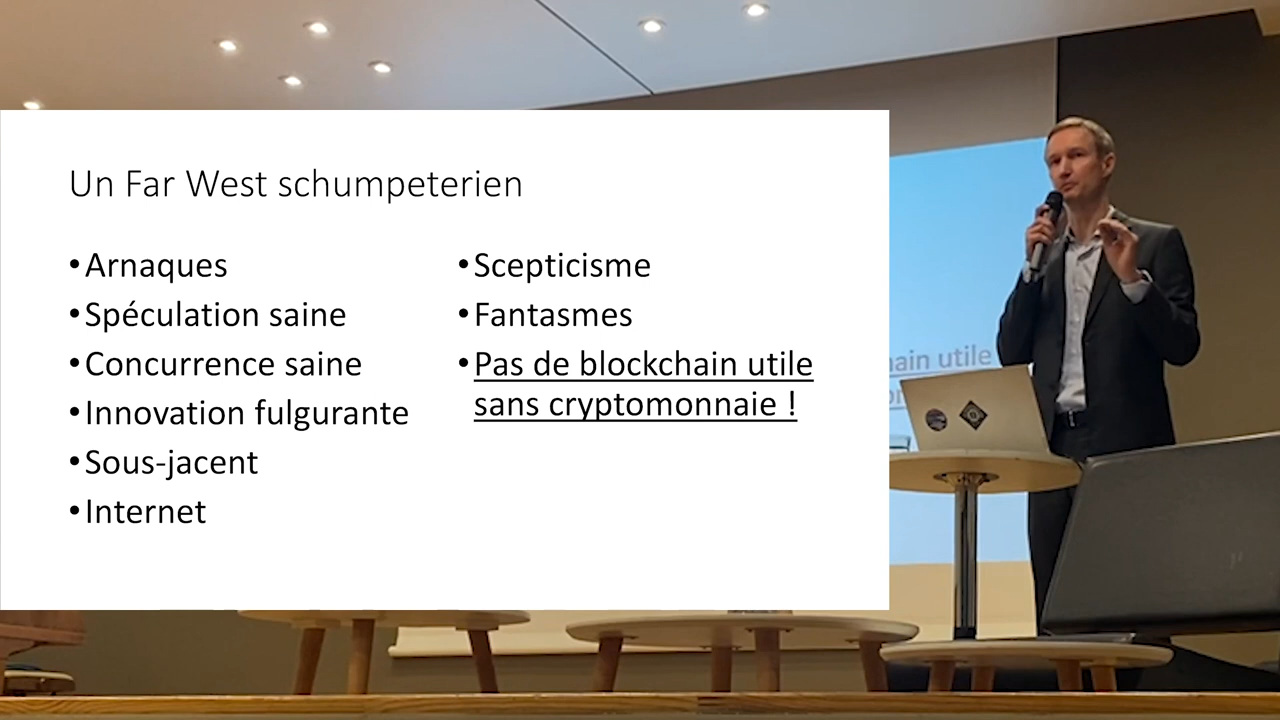 Un Far West schumpeterien
•Arnaques
•Spéculation saine
•Concurrence saine
•Innovation fulgurante
•Sous-jacent
•Internet
•Scepticisme
•Fantasmes
•Pas de blockchain utile
sans cryptomonnaie !
utile